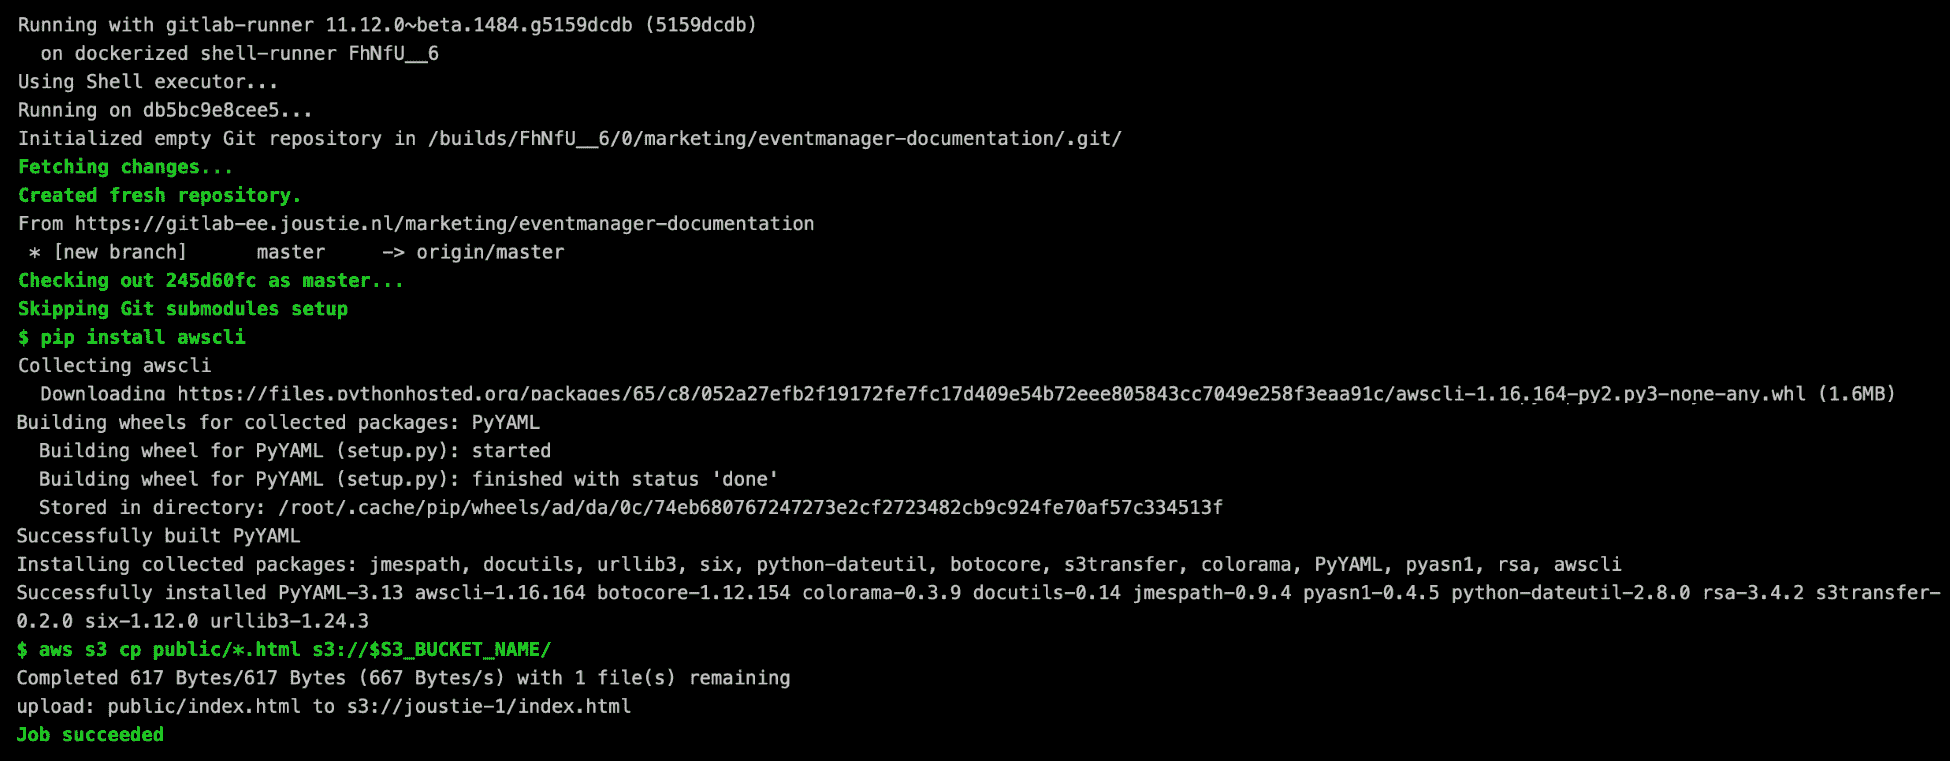 Running with gitlab-runner 11.12.0~beta.1484.g5159dcdb (5159dcdb)
  on dockerized shell-runner FhNfU__6
Using Shell executor...
Running on db5bc9e8cee5...
Initialized empty Git repository in /builds/FhNfU__6/0/marketing/eventmanager-documentation/.git/
Fetching changes...
Created fresh repository.
From https://gitlab-ee.joustie.nl/marketing/eventmanager-documentation
 * [new branch]      master     -> origin/master
Checking out 245d60fc as master...
Skipping Git submodules setup
$ pip install awscli
Collecting awscli
  Downloading https://files.pythonhosted.org/packages/65/c8/052a27efb2f19172fe7fc17d409e54b72eee805843cc7049e258f3eaa91c/awscli-1.16.164-py2.py3-none-any.whl (1.6MB)
Building wheels for collected packages: PyYAML
  Building wheel for PyYAML (setup.py): started
  Building wheel for PyYAML (setup.py): finished with status 'done'
  Stored in directory: /root/.cache/pip/wheels/ad/da/0c/74eb680767247273e2cf2723482cb9c924fe70af57c334513f
Successfully built PyYAML
Installing collected packages: jmespath, docutils, urllib3, six, python-dateutil, botocore, s3transfer, colorama, PyYAML, pyasn1, rsa, awscli
Successfully installed PyYAML-3.13 awscli-1.16.164 botocore-1.12.154 colorama-0.3.9 docutils-0.14 jmespath-0.9.4 pyasn1-0.4.5 python-dateutil-2.8.0 rsa-3.4.2 s3transfer-
0.2.0 six-1.12.0 urllib3-1.24.3
$ aws s3 cp public/*.html s3://$S3_BUCKET_NAME/
Completed 617 Bytes/617 Bytes (667 Bytes/s) with 1 file(s) remaining
upload: public/index.html to s3://joustie-1/index.html
Job succeeded